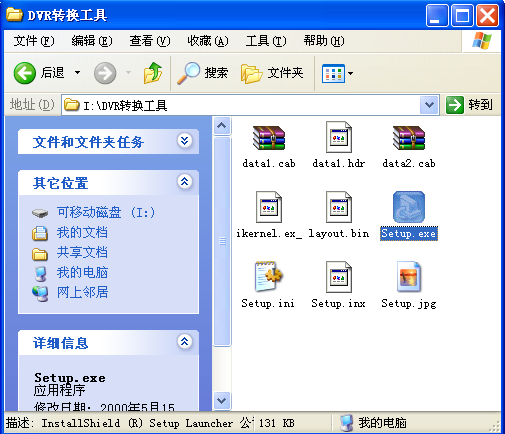 DVR转换工具
文件(F) 编辑(E) 查看(V) 收藏(A) 工具(T) 帮助(H)
后退 搜索 文件夹
地址(D) I:\DVR转换工具 转到
文件和文件夹任务
其它位置
可移动磁盘 (I:)
我的文档
共享文档
我的电脑
网上邻居
详细信息
Setup.exe
应用程序
修改日期: 2000年5月15
data1.cab data1.hdr data2.cab
ikernel.ex_ layout.bin Setup.exe
Setup.ini Setup.inx Setup.jpg
描述: InstallShield (R) Setup Launcher 公 131 KB 我的电脑